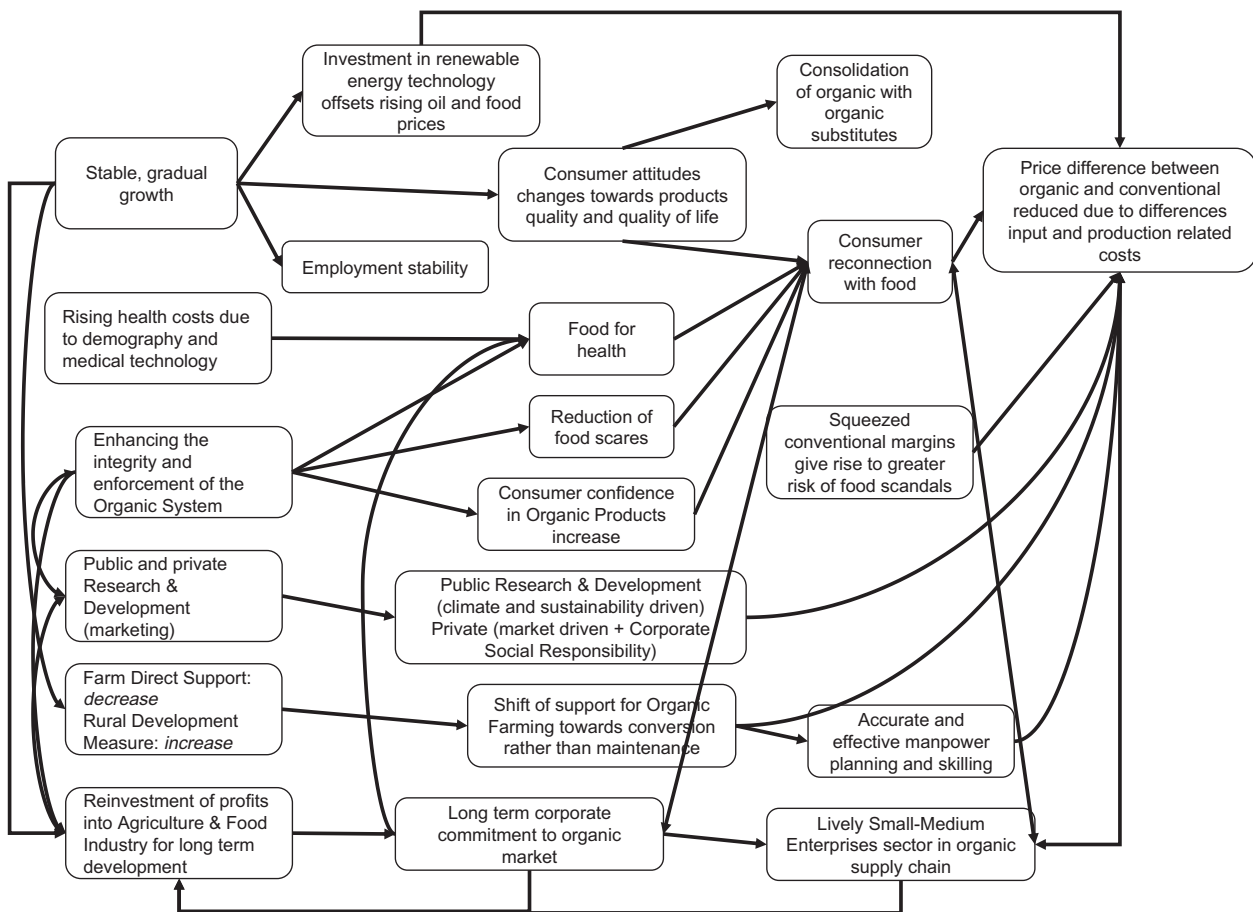 Investment in renewable
energy technology
offsets rising oil and food
prices
Consolidation
of organic with
organic
substitutes
Stable, gradual
growth
Consumer attitudes
changes towards products
quality and quality of life
Price difference between
organic and conventional
reduced due to differences
input and production related
costs
Consumer
reconnection
with food
Employment stability
Rising health costs due
to demography and
medical technology
Food for
health
Reduction of
food scares
Squeezed
conventional margins
give rise to greater
risk of food scandals
Enhancing the
integrity and
enforcement of the
Organic System
Consumer confidence
in Organic Products
increase
Public and private
Research &
Development
(marketing)
Public Research & Development
(climate and sustainability driven)
Private (market driven + Corporate
Social Responsibility)
Farm Direct Support:
decrease
Rural Development
Measure: increase
Shift of support for Organic
Farming towards conversion
rather than maintenance
Accurate and
effective manpower
planning and skilling
Reinvestment of profits
into Agriculture & Food
Industry for long term
development
Long term corporate
commitment to organic
market
Lively Small-Medium
Enterprises sector in organic
supply chain